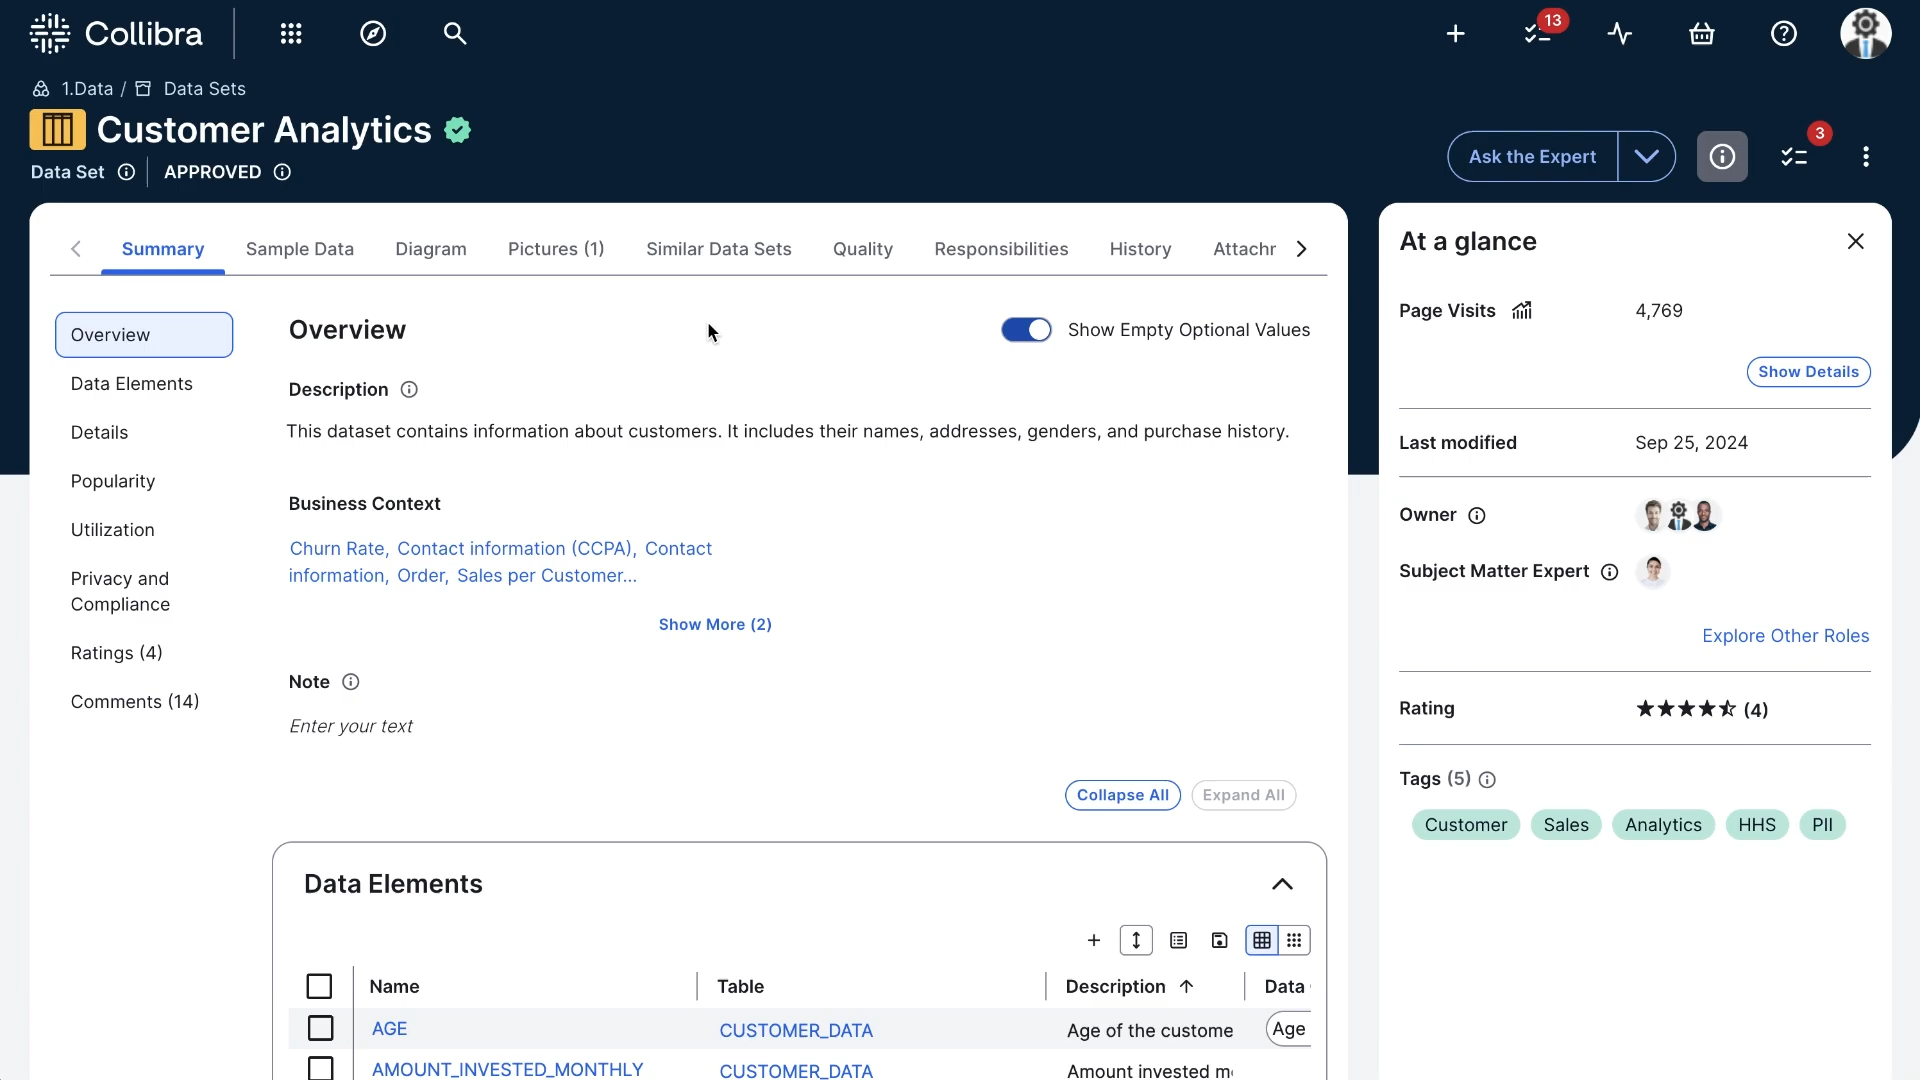 Collibra
13
1.Data / Data Sets
Customer Analytics
Data Set
APPROVED
Ask the Expert
3
Summary
Sample Data
Diagram
Pictures (1)
Similar Data Sets
Quality
Responsibilities
History
Attachr
Overview
Data Elements
Details
Popularity
Utilization
Privacy and
Compliance
Ratings (4)
Comments (14)
Overview
Show Empty Optional Values
Description
This dataset contains information about customers. It includes their names, addresses, genders, and purchase history.
Business Context
Churn Rate, Contact information (CCPA), Contact
information, Order, Sales per Customer...
Show More (2)
Note
Enter your text
Collapse All
Expand All
Data Elements
Name Table Description Data
AGE CUSTOMER_DATA Age of the custome Age
AMOUNT_INVESTED_MONTHLY CUSTOMER_DATA Amount invested
At a glance
Page Visits 4,769
Show Details
Last modified Sep 25, 2024
Owner
Subject Matter Expert
Explore Other Roles
Rating (4)
Tags (5)
Customer Sales Analytics HHS PII